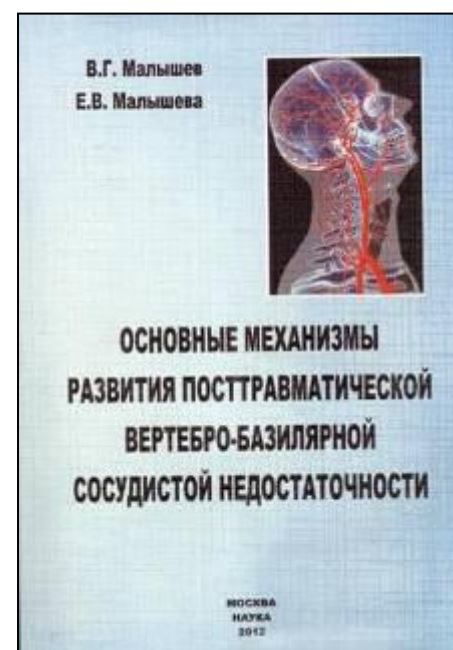 В.Г. Малышев
Е.В. Малышева
ОСНОВНЫЕ МЕХАНИЗМЫ
РАЗВИТИЯ ПОСТТРАВМАТИЧЕСКОЙ
ВЕРТЕБРО-БАЗИЛЯРНОЙ
СОСУДИСТОЙ НЕДОСТАТОЧНОСТИ
МОСКВА
НАУКА
2012